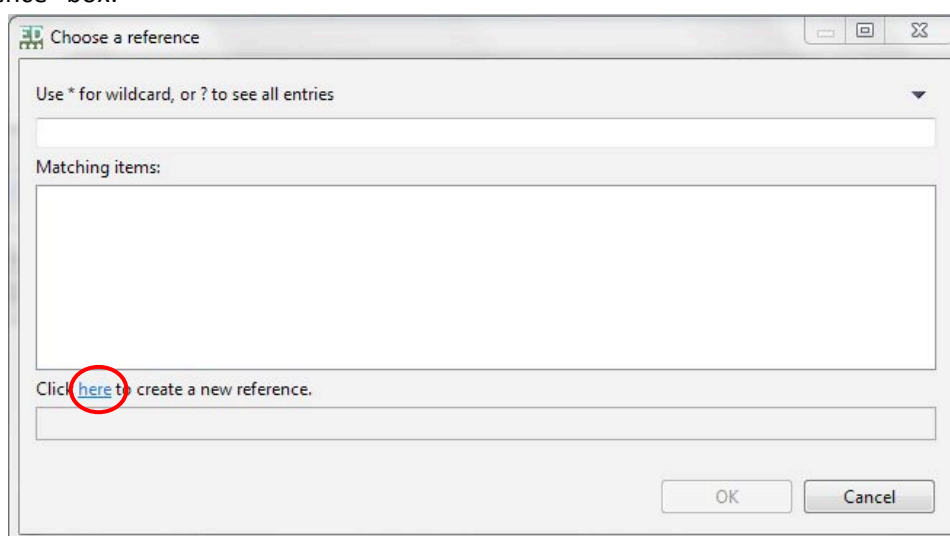 box.
Choose a reference
Use * for wildcard, or ? to see all entries
Matching items:
Click here to create a new reference.
OK Cancel